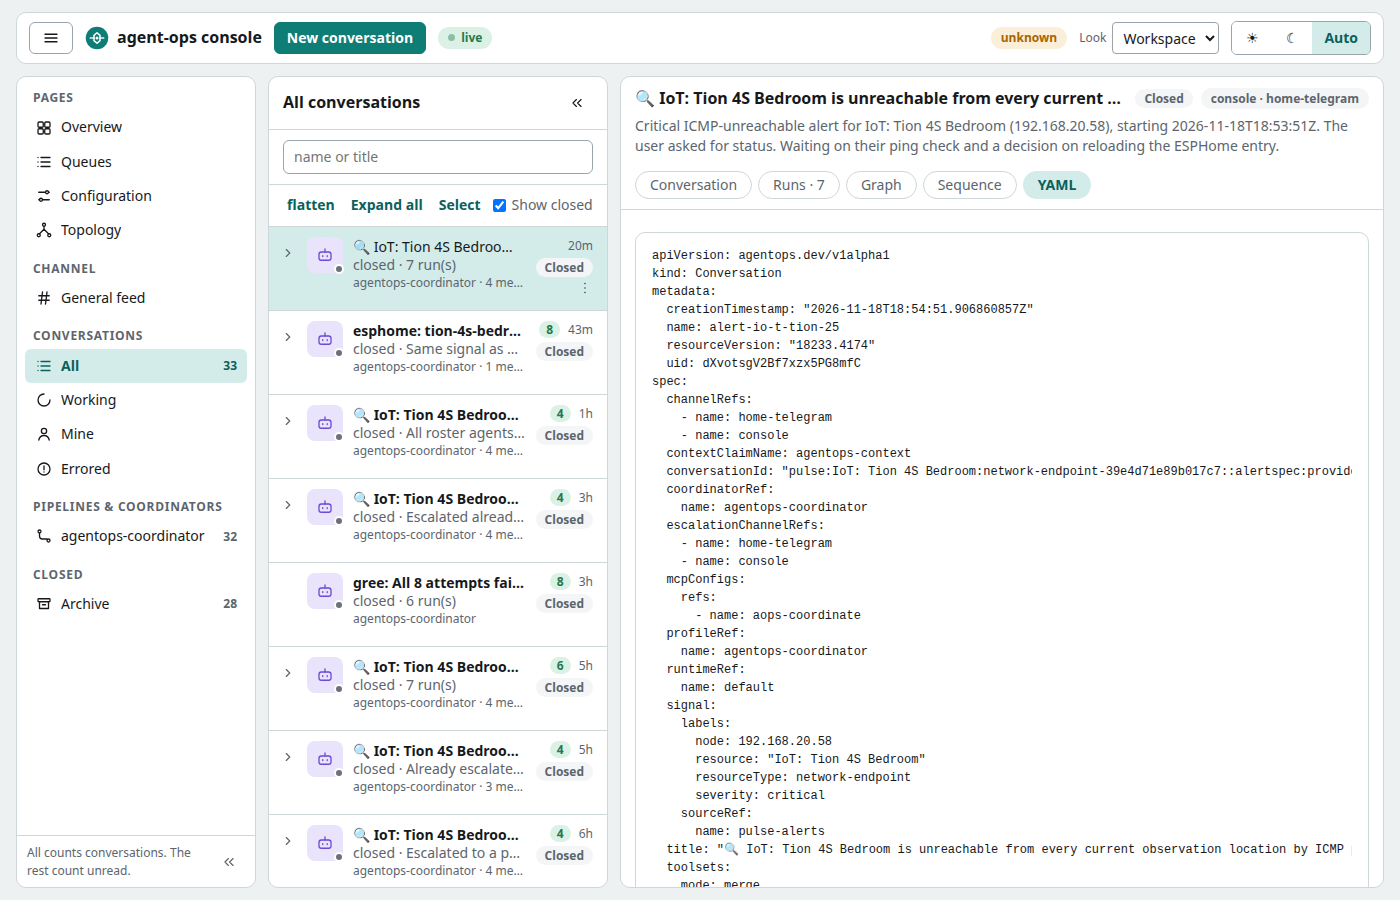 agent-ops console
New conversation
live
unknown
Look
Workspace
Auto
PAGES
Overview
Queues
Configuration
Topology
CHANNEL
General feed
CONVERSATIONS
All 33
Working
Mine
Errored
PIPELINES & COORDINATORS
agentops-coordinator 32
CLOSED
Archive 28
All counts conversations. The
rest count unread.
All conversations
name or title
flatten Expand all Select Show closed
🔍 IoT: Tion 4S Bedroo... 20m
closed · 7 run(s) Closed
agentops-coordinator · 4 me...
esphome: tion-4s-bedr... 8 43m
closed · Same signal as ... Closed
agentops-coordinator · 1 me...
🔍 IoT: Tion 4S Bedroo... 4 1h
closed · All roster agents... Closed
agentops-coordinator · 4 me...
🔍 IoT: Tion 4S Bedroo... 4 3h
closed · Escalated alread... Closed
agentops-coordinator · 4 me...
gree: All 8 attempts fai... 8 3h
closed · 6 run(s) Closed
agentops-coordinator
🔍 IoT: Tion 4S Bedroo... 6 5h
closed · 7 run(s) Closed
agentops-coordinator · 4 me...
🔍 IoT: Tion 4S Bedroo... 4 5h
closed · Already escalate... Closed
agentops-coordinator · 3 me...
🔍 IoT: Tion 4S Bedroo... 4 6h
closed · Escalated to a p... Closed
agentops-coordinator · 4 me...
🔍 IoT: Tion 4S Bedroom is unreachable from every current ... Closed console · home-telegram
Critical ICMP-unreachable alert for IoT: Tion 4S Bedroom (192.168.20.58), starting 2026-11-18T18:53:51Z. The
user asked for status. Waiting on their ping check and a decision on reloading the ESPHome entry.
Conversation Runs · 7 Graph Sequence YAML
apiVersion: agentops.dev/v1alpha1
kind: Conversation
metadata:
creationTimestamp: "2026-11-18T18:54:51.906860857Z"
name: alert-io-t-tion-25
resourceVersion: "18233.4174"
uid: dXvotsgV2Bf7xzx5PG8mfC
spec:
channelRefs:
- name: home-telegram
- name: console
contextClaimName: agentops-context
conversationId: "pulse:IoT: Tion 4S Bedroom:network-endpoint-39e4d71e89b017c7::alertspec:provid
coordinatorRef:
name: agentops-coordinator
escalationChannelRefs:
- name: home-telegram
- name: console
mcpConfigs:
refs:
- name: aops-coordinate
profileRef:
name: agentops-coordinator
runtimeRef:
name: default
signal:
labels:
node: 192.168.20.58
resource: "IoT: Tion 4S Bedroom"
resourceType: network-endpoint
severity: critical
sourceRef:
name: pulse-alerts
title: "🔍 IoT: Tion 4S Bedroom is unreachable from every current observation location by ICMP
toolsets:
mode: merge